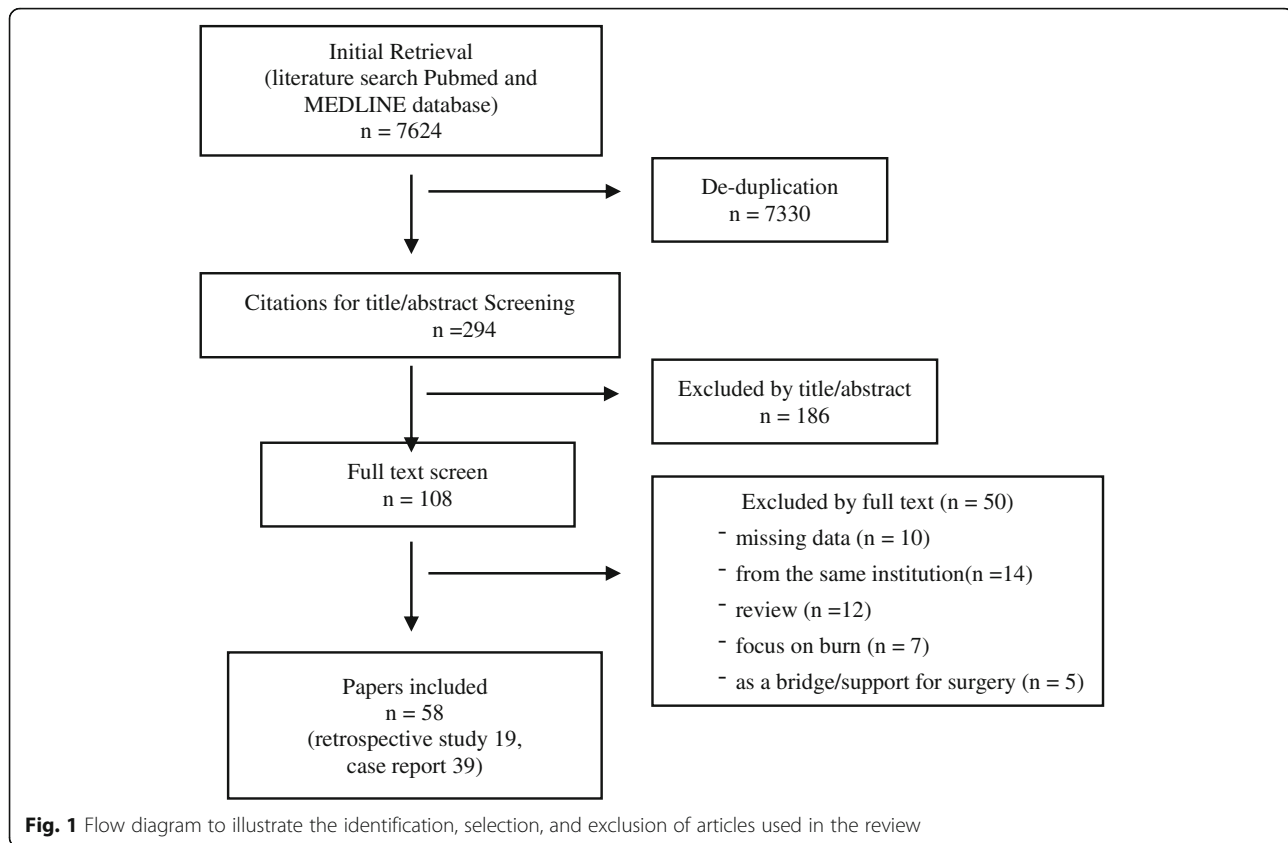 Initial Retrieval
(literature search Pubmed and
MEDLINE database)
n = 7624
De-duplication
n = 7330
Citations for title/abstract Screening
n =294
Excluded by title/abstract
n = 186
Full text screen
n = 108
Excluded by full text (n = 50)
- missing data (n = 10)
- from the same institution(n =14)
- review (n =12)
- focus on burn (n = 7)
- as a bridge/support for surgery (n = 5)
Papers included
n = 58
(retrospective study 19,
case report 39)
Fig. 1 Flow diagram to illustrate the identification, selection, and exclusion of articles used in the review